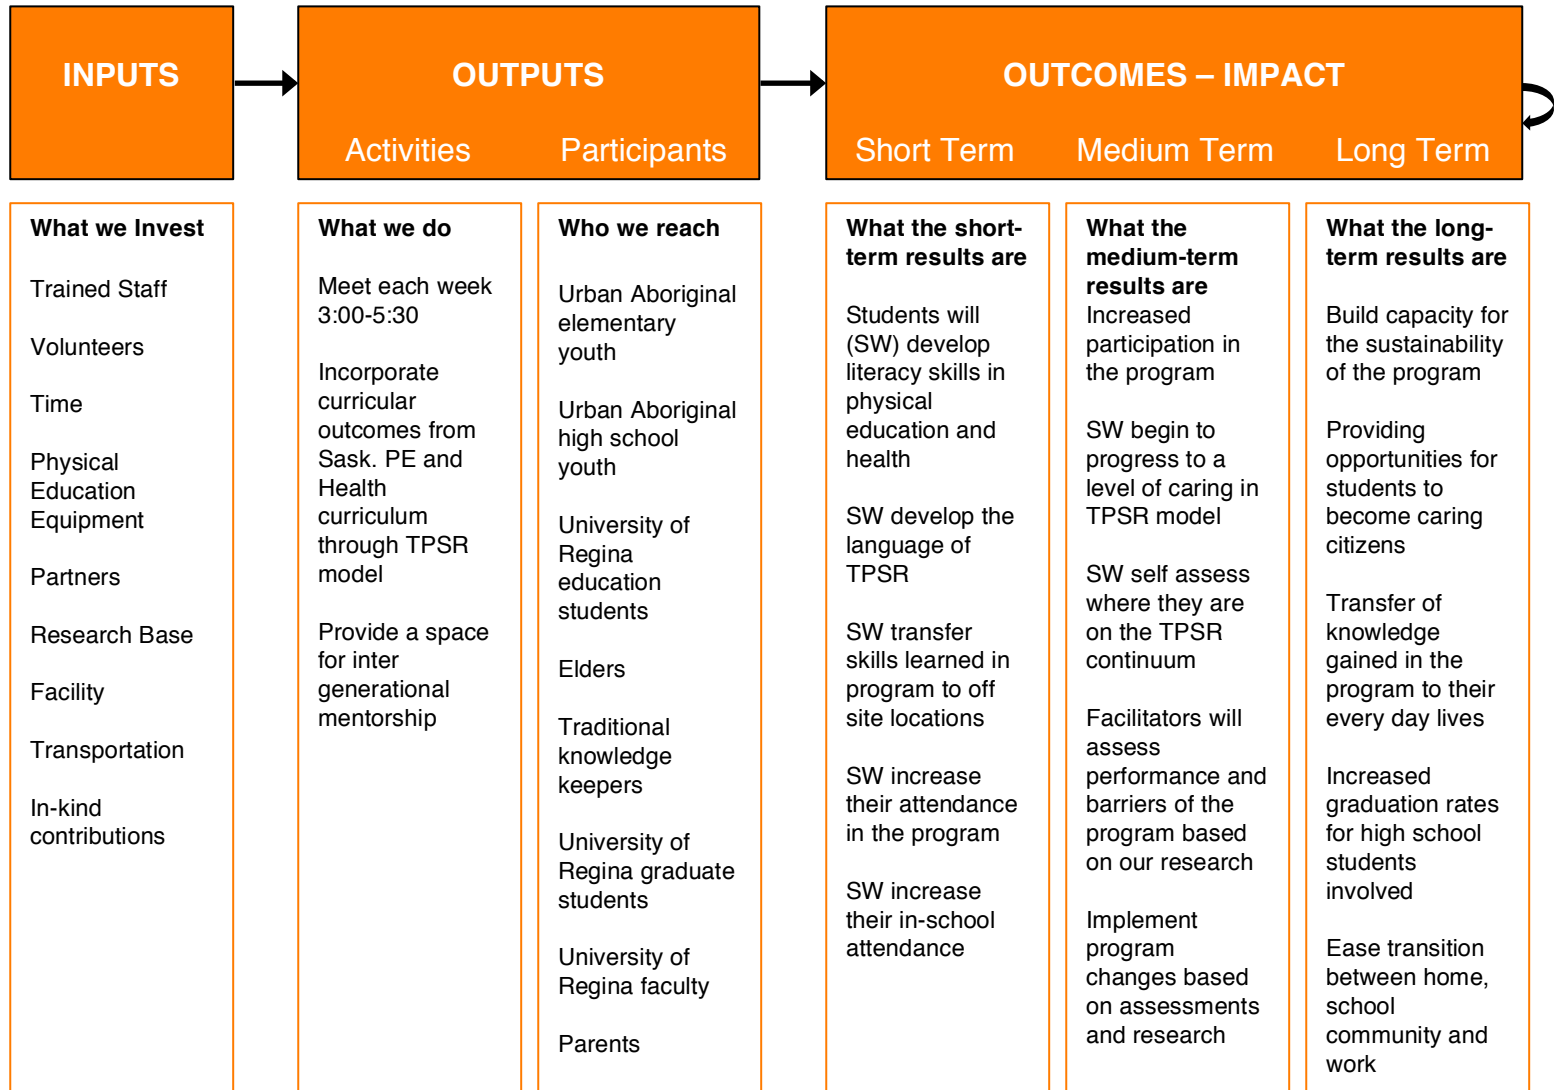 INPUTS
OUTPUTS
Activities
Participants
OUTCOMES – IMPACT
Short Term
Medium Term
Long Term
What we Invest
Trained Staff
Volunteers
Time
Physical
Education
Equipment
Partners
Research Base
Facility
Transportation
In-kind
contributions
What we do
Meet each week
3:00-5:30
Incorporate
curricular
outcomes from
Sask. PE and
Health
curriculum
through TPSR
model
Provide a space
for inter
generational
mentorship
Who we reach
Urban Aboriginal
elementary
youth
Urban Aboriginal
high school
youth
University of
Regina
education
students
Elders
Traditional
knowledge
keepers
University of
Regina graduate
students
University of
Regina faculty
Parents
What the short-
term results are
Students will
(SW) develop
literacy skills in
physical
education and
health
SW develop the
language of
TPSR
SW transfer
skills learned in
program to off
site locations
SW increase
their attendance
in the program
SW increase
their in-school
attendance
What the
medium-term
results are
Increased
participation in
the program
SW begin to
progress to a
level of caring in
TPSR model
SW self assess
where they are
on the TPSR
continuum
Facilitators will
assess
performance and
barriers of the
program based
on our research
Implement
program
changes based
on assessments
and research
What the long-
term results are
Build capacity for
the sustainability
of the program
Providing
opportunities for
students to
become caring
citizens
Transfer of
knowledge
gained in the
program to their
every day lives
Increased
graduation rates
for high school
students
involved
Ease transition
between home,
school
community and
work